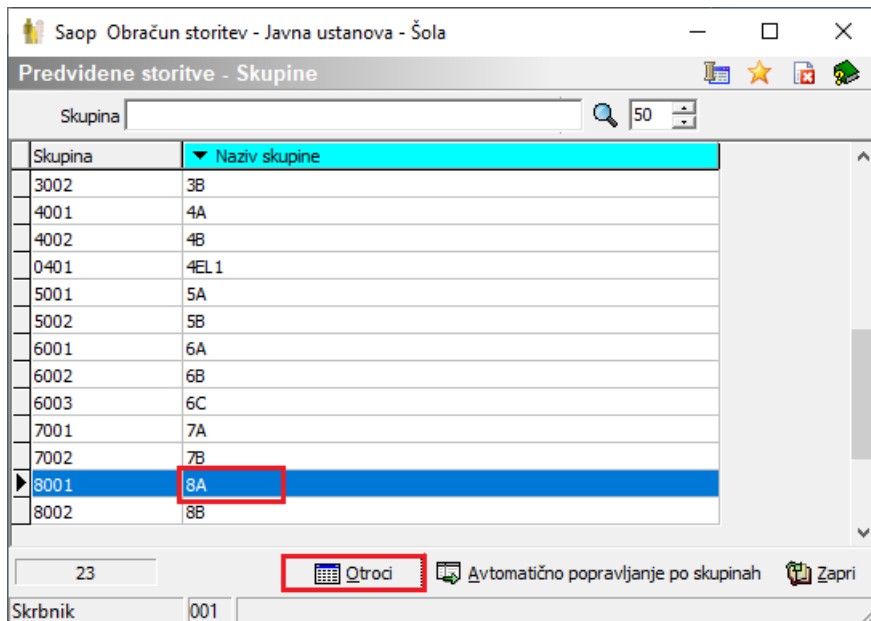 Saop Obračun storitev - Javna ustanova - Šola
Predvidene storitve - Skupine
Skupina 50
Skupina Naziv skupine
3002 3B
4001 4A
4002 4B
0401 4EL1
5001 5A
5002 5B
6001 6A
6002 6B
6003 6C
7001 7A
7002 7B
8001 8A
8002 8B
23 Otroci Avtomatično popravljanje po skupinah Zapri
Skrbnik 001